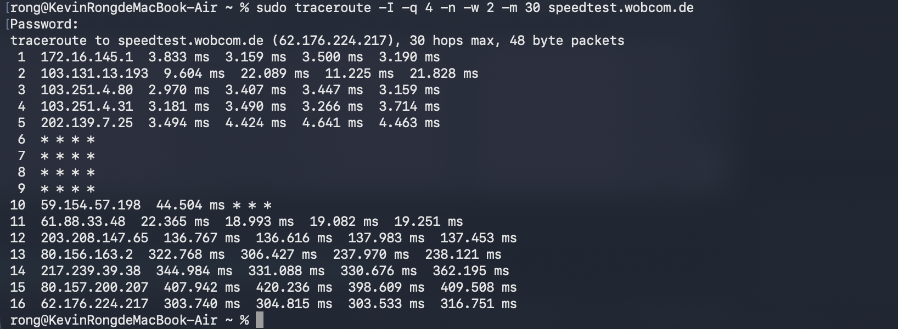 rong@KevinRongdeMacBook-Air ~ % sudo traceroute -I -q 4 -n -w 2 -m 30 speedtest.wobcom.de
[Password:
traceroute to speedtest.wobcom.de (62.176.224.217), 30 hops max, 48 byte packets
 1  172.16.145.1  3.833 ms  3.159 ms  3.500 ms  3.190 ms
 2  103.131.13.193  9.604 ms  22.089 ms  11.225 ms  21.828 ms
 3  103.251.4.80  2.970 ms  3.407 ms  3.447 ms  3.159 ms
 4  103.251.4.31  3.181 ms  3.490 ms  3.266 ms  3.714 ms
 5  202.139.7.25  3.494 ms  4.424 ms  4.641 ms  4.463 ms
 6  * * * *
 7  * * * *
 8  * * * *
 9  * * * *
10  59.154.57.198  44.504 ms * * *
11  61.88.33.48  22.365 ms  18.993 ms  19.082 ms  19.251 ms
12  203.208.147.65  136.767 ms  136.616 ms  137.983 ms  137.453 ms
13  80.156.163.2  322.768 ms  306.427 ms  237.970 ms  238.121 ms
14  217.239.39.38  344.984 ms  331.088 ms  330.676 ms  362.195 ms
15  80.157.200.207  407.942 ms  420.236 ms  398.609 ms  409.508 ms
16  62.176.224.217  303.740 ms  304.815 ms  303.533 ms  316.751 ms
rong@KevinRongdeMacBook-Air ~ %